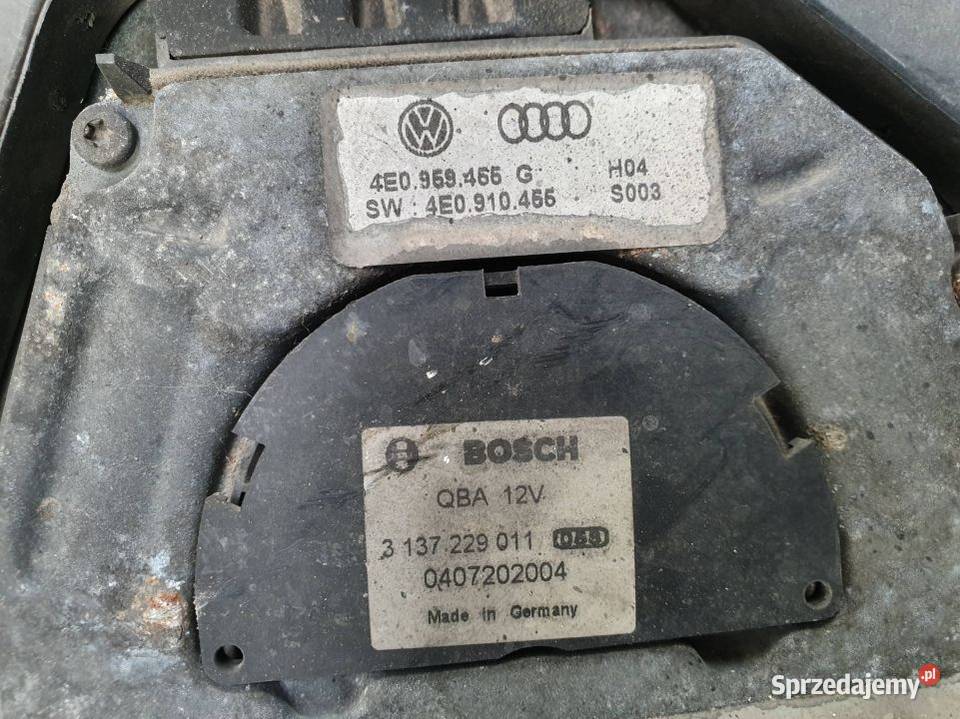 4E0.959.455 G H04
SW : 4E0.910.455 S003
BOSCH
QBA 12V
3 137 229 011
0407202004
Made in Germany
Sprzedajemy.pl